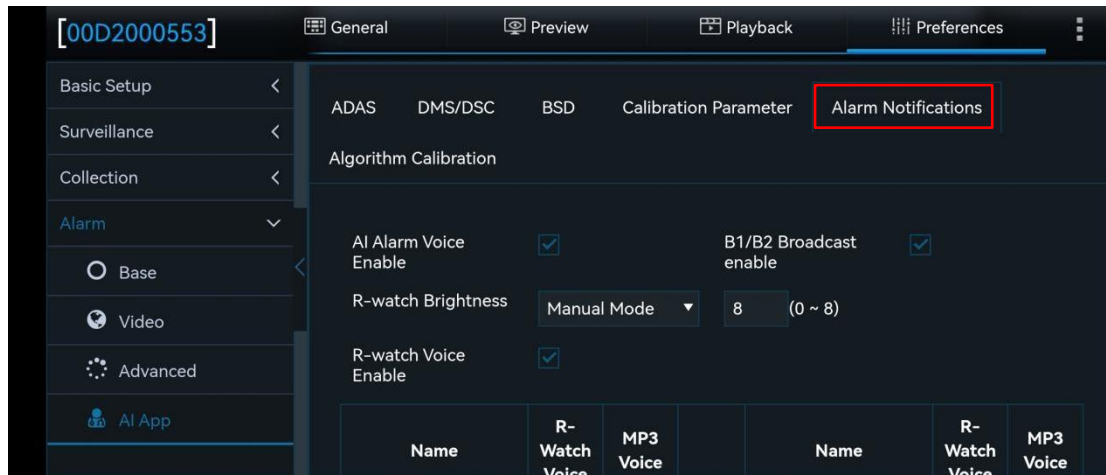 [00D2000553]
General
Preview
Playback
Preferences
Basic Setup
Surveillance
Collection
Alarm
Base
Video
Advanced
AI App
ADAS
DMS/DSC
BSD
Calibration Parameter
Alarm Notifications
Algorithm Calibration
AI Alarm Voice
Enable
B1/B2 Broadcast
enable
R-watch Brightness
Manual Mode
8
(0 ~ 8)
R-watch Voice
Enable
Name
R-
Watch
Voice
MP3
Voice
Name
R-
Watch
Voice
MP3
Voice